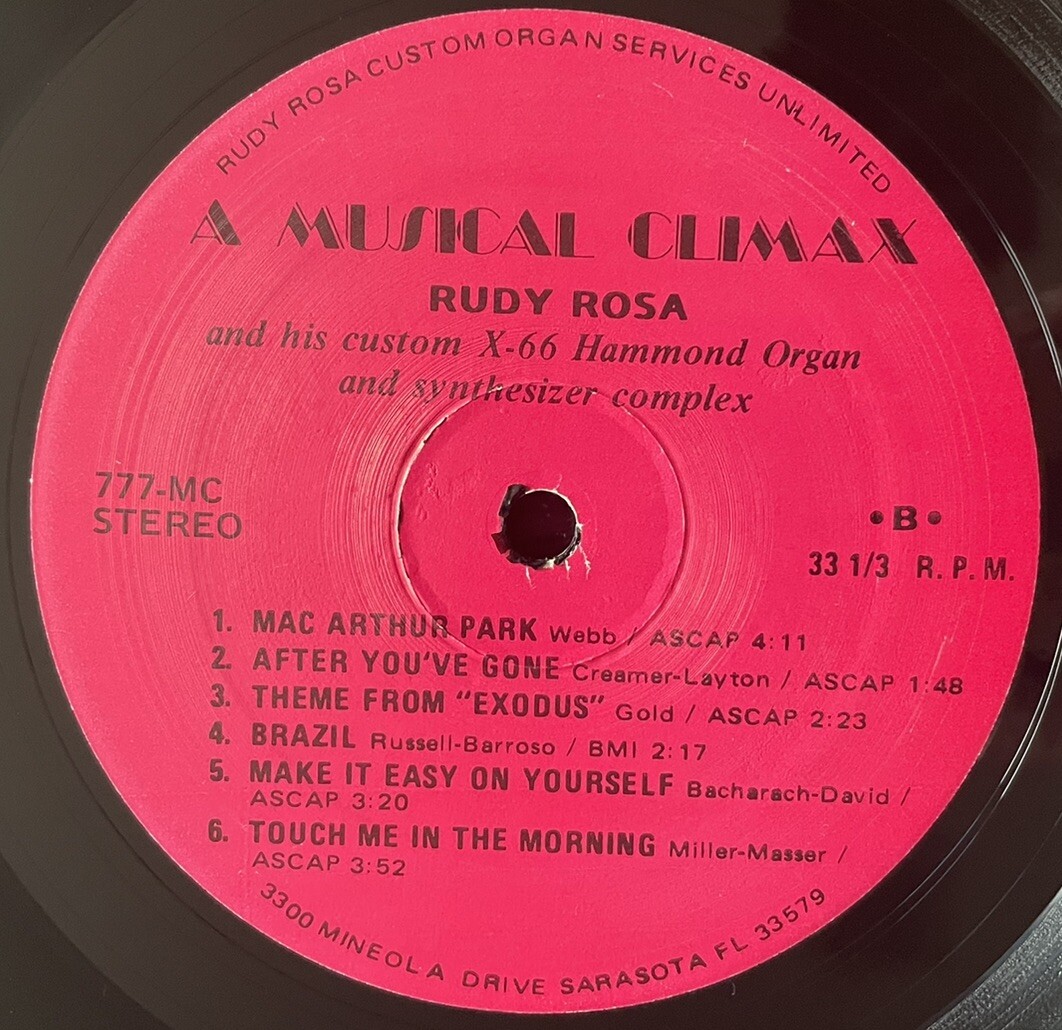 RUDY ROSA CUSTOM ORGAN SERVICES UNLIMITED
A MUSICAL CLIMAX
RUDY ROSA
and his custom X-66 Hammond Organ
and synthesizer complex
777-MC
STEREO
•B•
33 1/3 R.P.M.
1. MAC ARTHUR PARK Webb / ASCAP 4:11
2. AFTER YOU'VE GONE Creamer-Layton / ASCAP 1:48
3. THEME FROM "EXODUS" Gold / ASCAP 2:23
4. BRAZIL Russell-Barroso / BMI 2:17
5. MAKE IT EASY ON YOURSELF Bacharach-David /
ASCAP 3:20
6. TOUCH ME IN THE MORNING Miller-Masser /
ASCAP 3:52
3300 MINEOLA DRIVE SARASOTA FL 33579